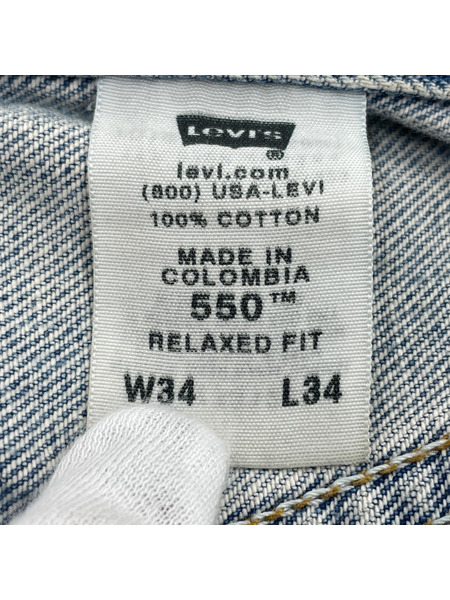 Levi's
®
levi.com
(800) USA-LEVI
100% COTTON
MADE IN
COLOMBIA
550™
RELAXED FIT
W34 L34